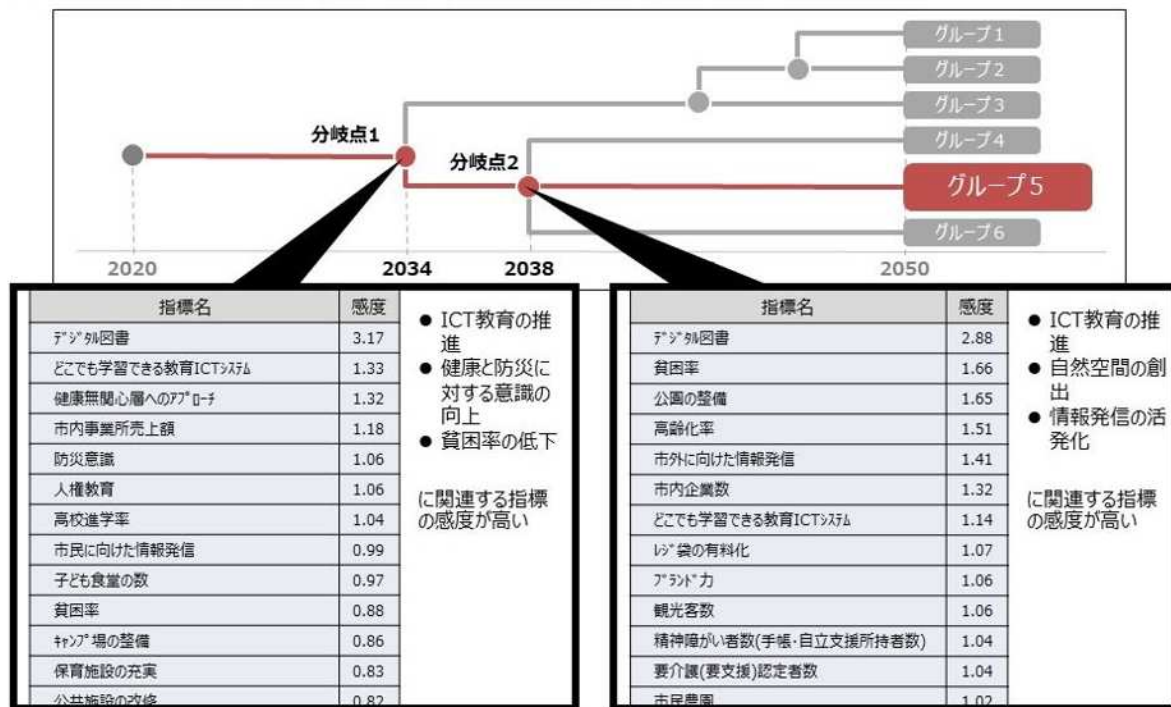 グループ1
グループ2
グループ3
分岐点1
グループ4
分岐点2
グループ5
グループ6
2020
2034
2038
2050
指標名 感度
ﾃﾞｼﾞﾀﾙ図書 3.17
どこでも学習できる教育ICTｼｽﾃﾑ 1.33
健康無関心層へのｱﾌﾟﾛｰﾁ 1.32
市内事業所売上額 1.18
防災意識 1.06
人権教育 1.06
高校進学率 1.04
市民に向けた情報発信 0.99
子ども食堂の数 0.97
貧困率 0.88
ｷｬﾝﾌﾟ場の整備 0.86
保育施設の充実 0.83
公共施設の改修 0.82
● ICT教育の推
進
● 健康と防災に
対する意識の
向上
● 貧困率の低下
に関連する指標
の感度が高い
指標名 感度
ﾃﾞｼﾞﾀﾙ図書 2.88
貧困率 1.66
公園の整備 1.65
高齢化率 1.51
市外に向けた情報発信 1.41
市内企業数 1.32
どこでも学習できる教育ICTｼｽﾃﾑ 1.14
ﾚｼﾞ袋の有料化 1.07
ﾌﾞﾗﾝﾄﾞ力 1.06
観光客数 1.06
精神障がい者数(手帳・自立支援所持者数) 1.04
要介護(要支援)認定者数 1.04
市民農園 1.02
● ICT教育の推
進
● 自然空間の創
出
● 情報発信の活
発化
に関連する指標
の感度が高い